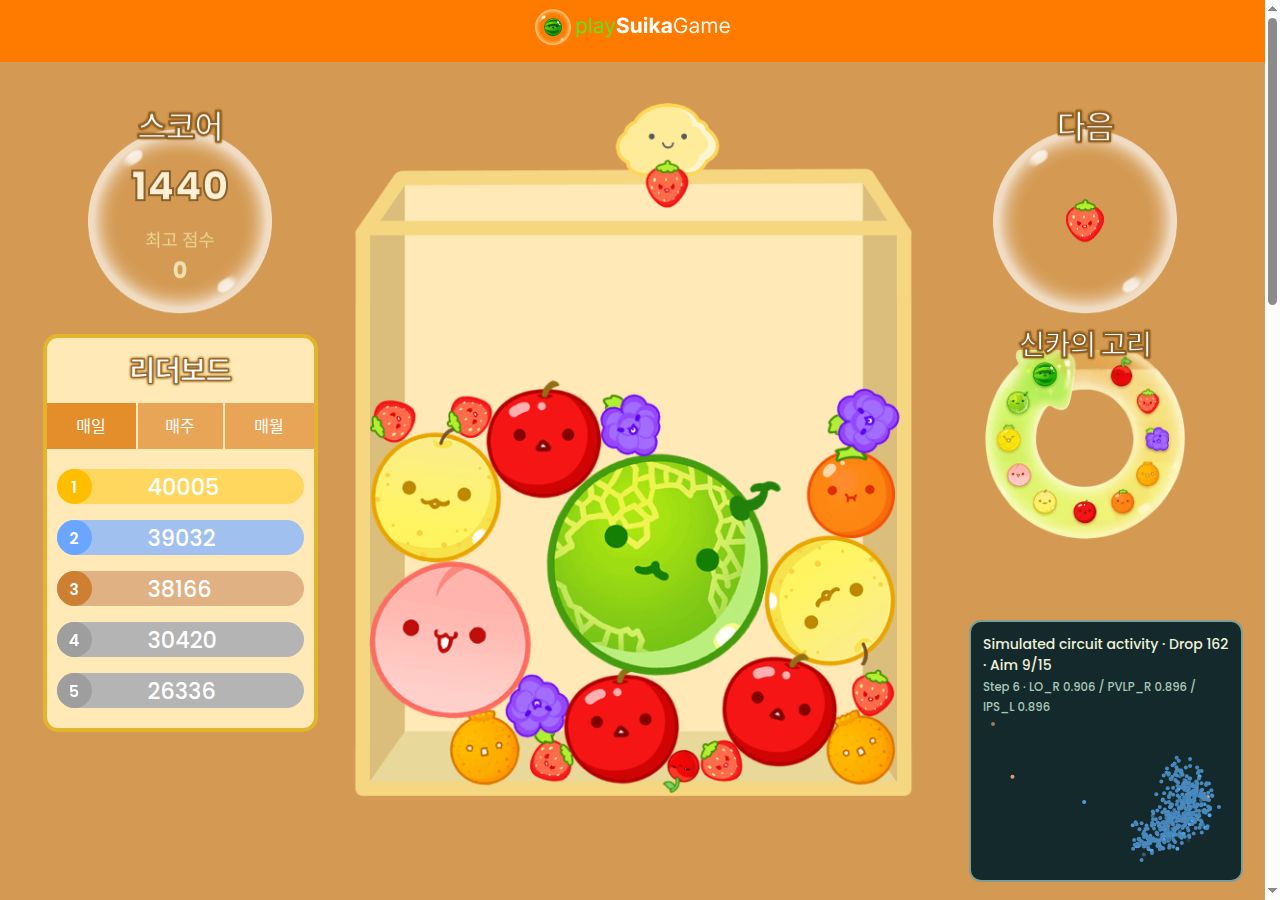 playSuikaGame
스코어
1440
최고 점수
0
다음
신카의 고리
리더보드
매일 매주 매월
1 40005
2 39032
3 38166
4 30420
5 26336
Simulated circuit activity · Drop 162
· Aim 9/15
Step 6 · LO_R 0.906 / PVLP_R 0.896 /
IPS_L 0.896